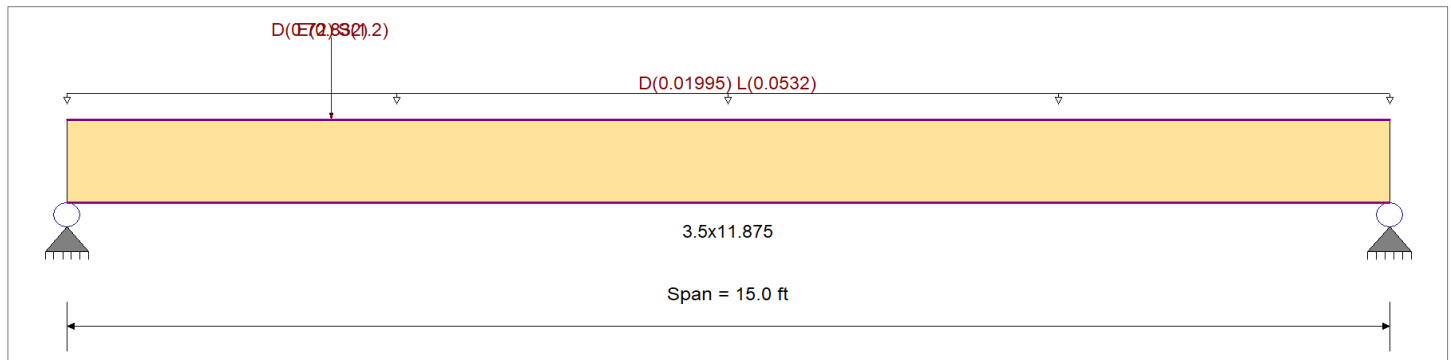 D(0.01995) L(0.0532)
3.5x11.875
Span = 15.0 ft